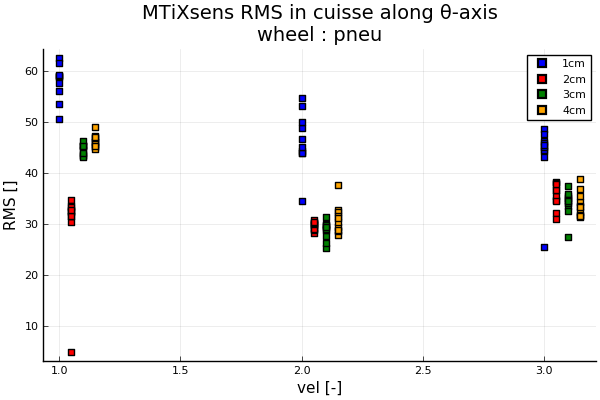 MTiXsens RMS in cuisse along θ-axis
wheel : pneu
RMS []
60
50
40
30
20
10
1.0
1.5
2.0
2.5
3.0
vel [-]
1cm
2cm
3cm
4cm